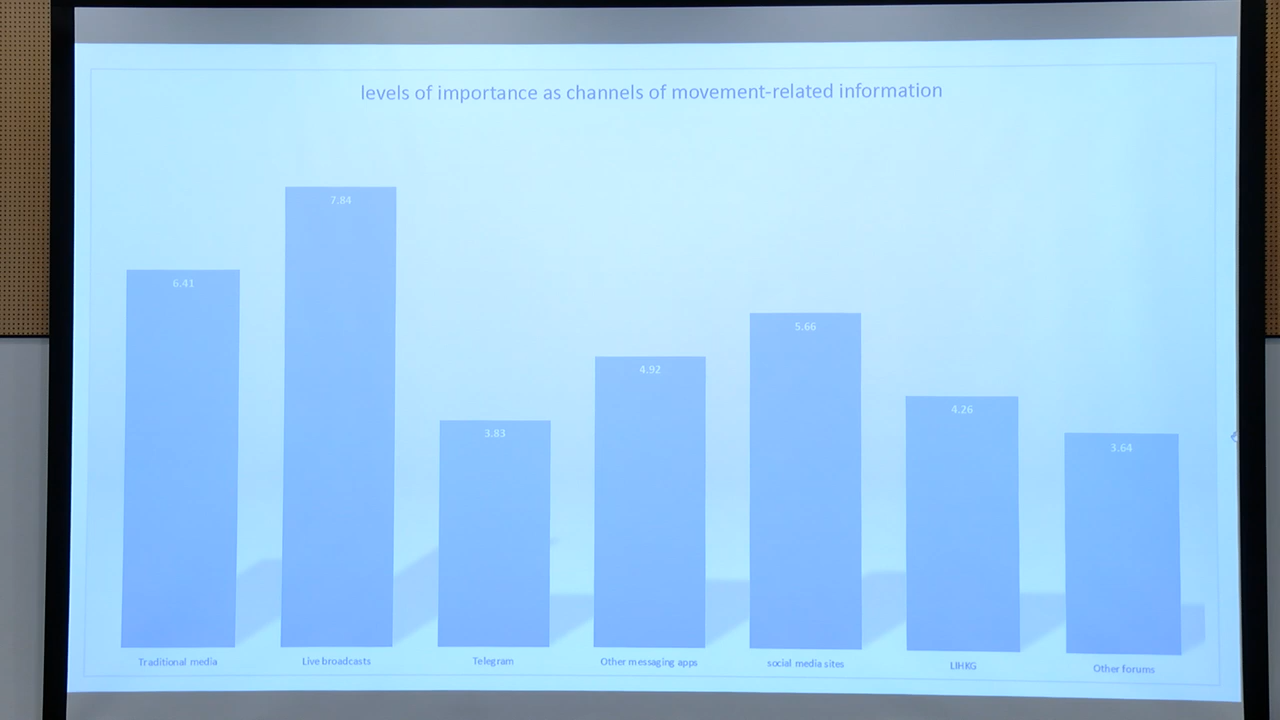 levels of importance as channels of movement-related information
7.84
6.41
5.66
4.92
4.26
3.83
3.64
Traditional media
Live broadcasts
Telegram
Other messaging apps
social media sites
LIHKG
Other forums